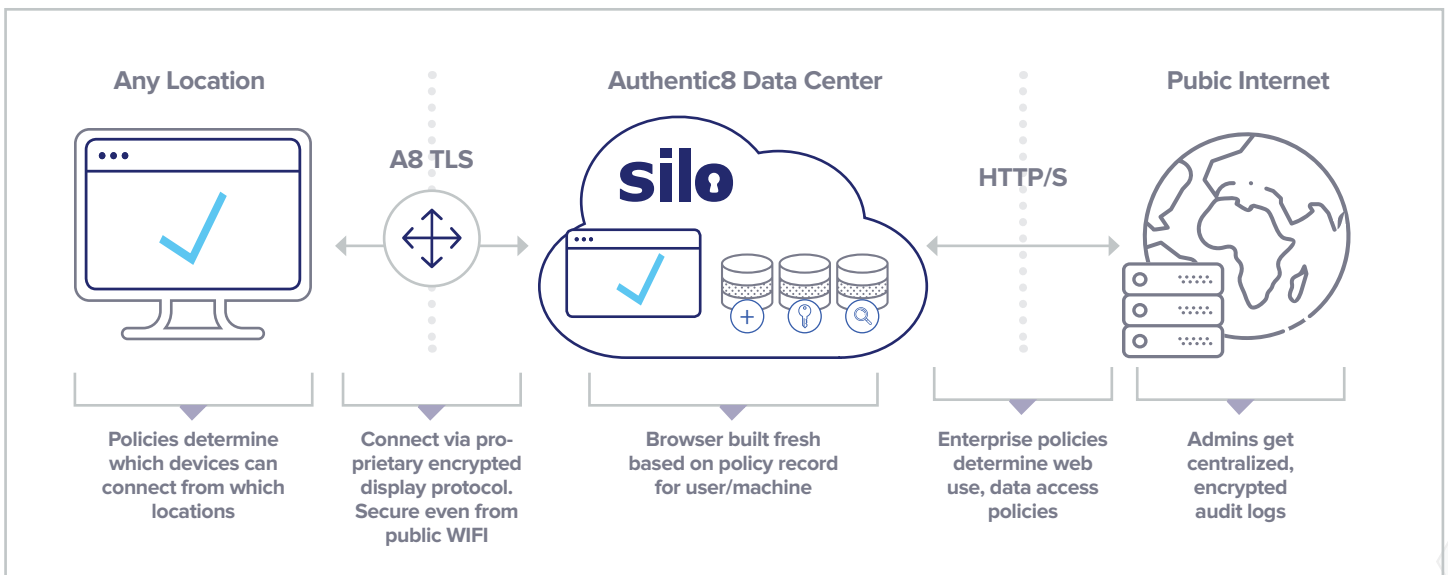 Any Location
Authentic8 Data Center
Pubic Internet
A8 TLS
HTTP/S
silo
Policies determine
which devices can
connect from which
locations
Connect via pro-
prietary encrypted
display protocol.
Secure even from
public WIFI
Browser built fresh
based on policy record
for user/machine
Enterprise policies
determine web
use, data access
policies
Admins get
centralized,
encrypted
audit logs